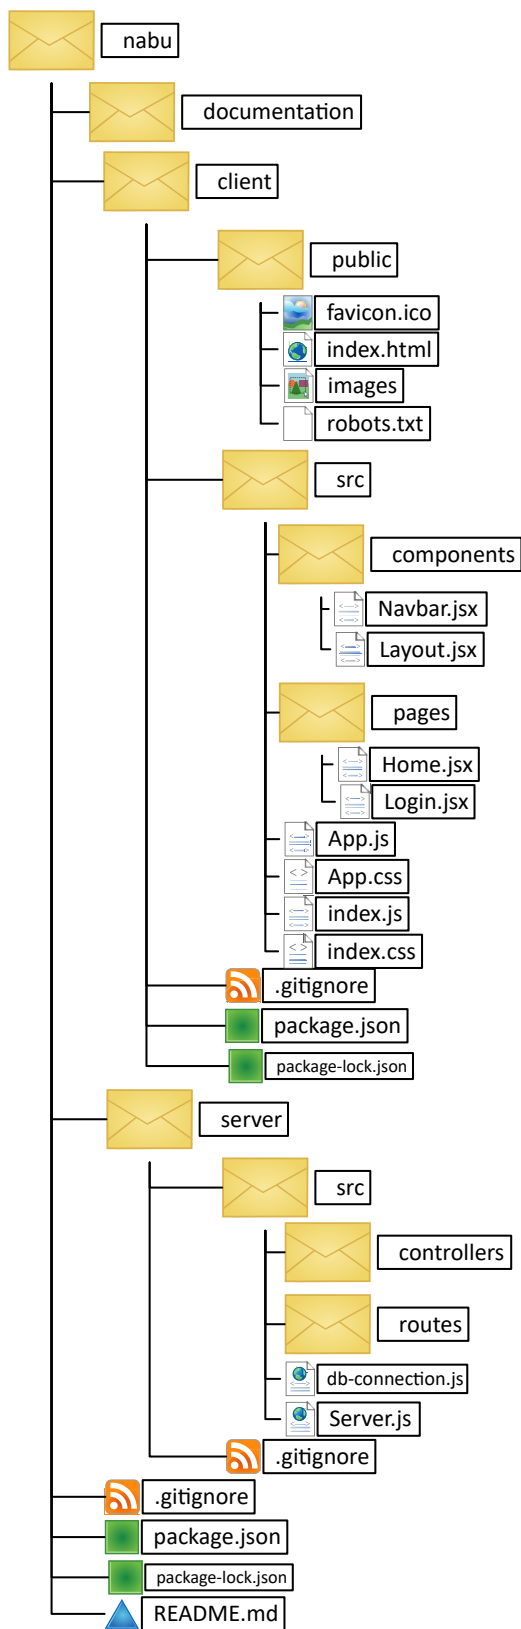 nabu
documentation
client
public
favicon.ico
index.html
images
robots.txt
src
components
Navbar.jsx
Layout.jsx
pages
Home.jsx
Login.jsx
App.js
App.css
index.js
index.css
.gitignore
package.json
package-lock.json
server
src
controllers
routes
db-connection.js
Server.js
.gitignore
.gitignore
package.json
package-lock.json
README.md